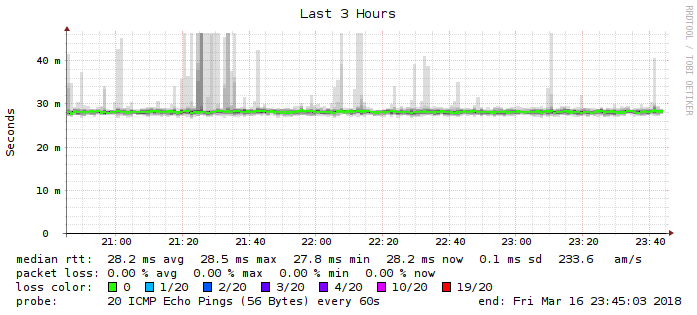 Last 3 Hours
RRDTOOL / TOBI OETIKER
Seconds
40 m
30 m
20 m
10 m
0
21:00 21:20 21:40 22:00 22:20 22:40 23:00 23:20 23:40
median rtt: 28.2 ms avg 28.5 ms max 27.8 ms min 28.2 ms now 0.1 ms sd 233.6 am/s
packet loss: 0.00 % avg 0.00 % max 0.00 % min 0.00 % now
loss color: 0 1/20 2/20 3/20 4/20 10/20 19/20
probe: 20 ICMP Echo Pings (56 Bytes) every 60s end: Fri Mar 16 23:45:03 2018